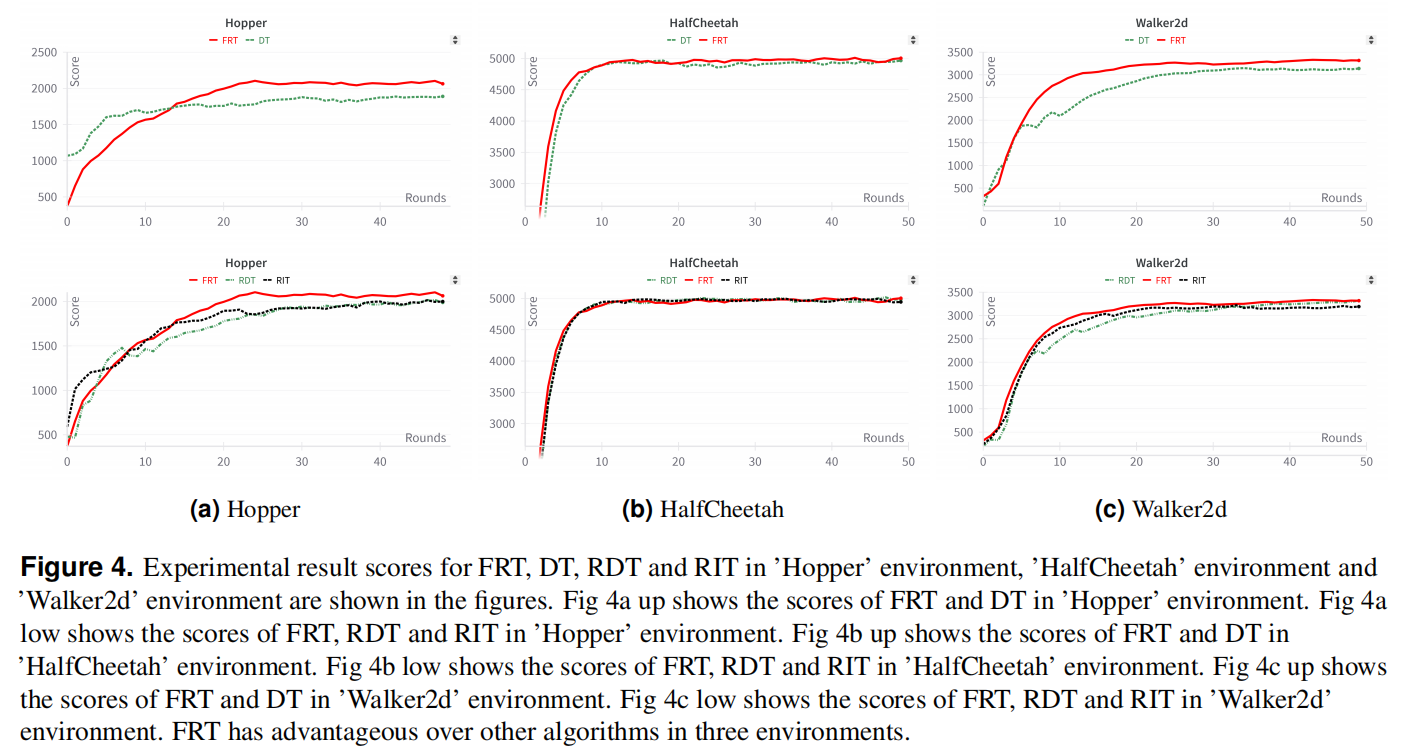 Hopper
FRT DT
2500
2000
1500
1000
500
Score
Rounds
0 10 20 30 40
HalfCheetah
DT FRT
5000
4500
4000
3500
3000
Score
Rounds
0 10 20 30 40 50
Walker2d
DT FRT
3500
3000
2500
2000
1500
1000
500
Score
Rounds
0 10 20 30 40 50
Hopper
FRT RDT RIT
2000
1500
1000
500
Score
Rounds
0 10 20 30 40
HalfCheetah
RDT FRT RIT
5000
4500
4000
3500
3000
Score
Rounds
0 10 20 30 40 50
Walker2d
RDT FRT RIT
3500
3000
2500
2000
1500
1000
500
Score
Rounds
0 10 20 30 40 50
(a) Hopper
(b) HalfCheetah
(c) Walker2d
Figure 4. Experimental result scores for FRT, DT, RDT and RIT in ’Hopper’ environment, ’HalfCheetah’ environment and
’Walker2d’ environment are shown in the figures. Fig 4a up shows the scores of FRT and DT in ’Hopper’ environment. Fig 4a
low shows the scores of FRT, RDT and RIT in ’Hopper’ environment. Fig 4b up shows the scores of FRT and DT in
’HalfCheetah’ environment. Fig 4b low shows the scores of FRT, RDT and RIT in ’HalfCheetah’ environment. Fig 4c up shows
the scores of FRT and DT in ’Walker2d’ environment. Fig 4c low shows the scores of FRT, RDT and RIT in ’Walker2d’
environment. FRT has advantageous over other algorithms in three environments.